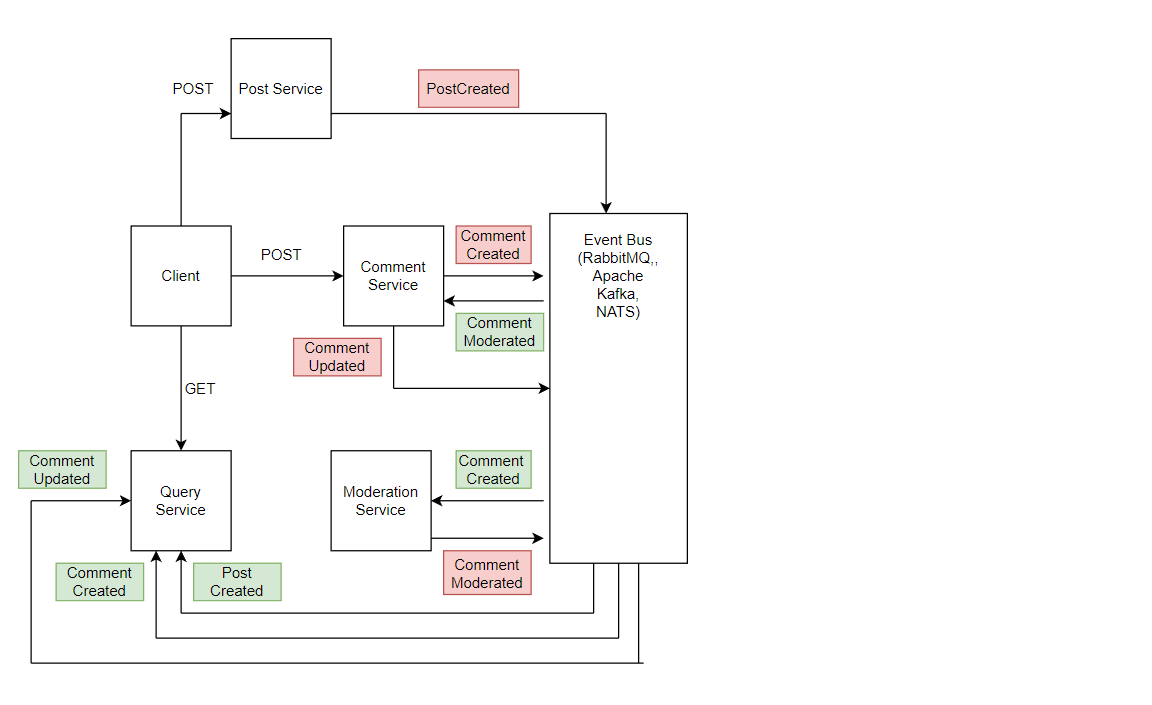 POST
Post Service
PostCreated
Client
POST
Comment
Service
Comment
Created
Event Bus
(RabbitMQ,,
Apache
Kafka,
NATS)
Comment
Moderated
Comment
Updated
GET
Comment
Updated
Query
Service
Moderation
Service
Comment
Created
Comment
Created
Post
Created
Comment
Moderated